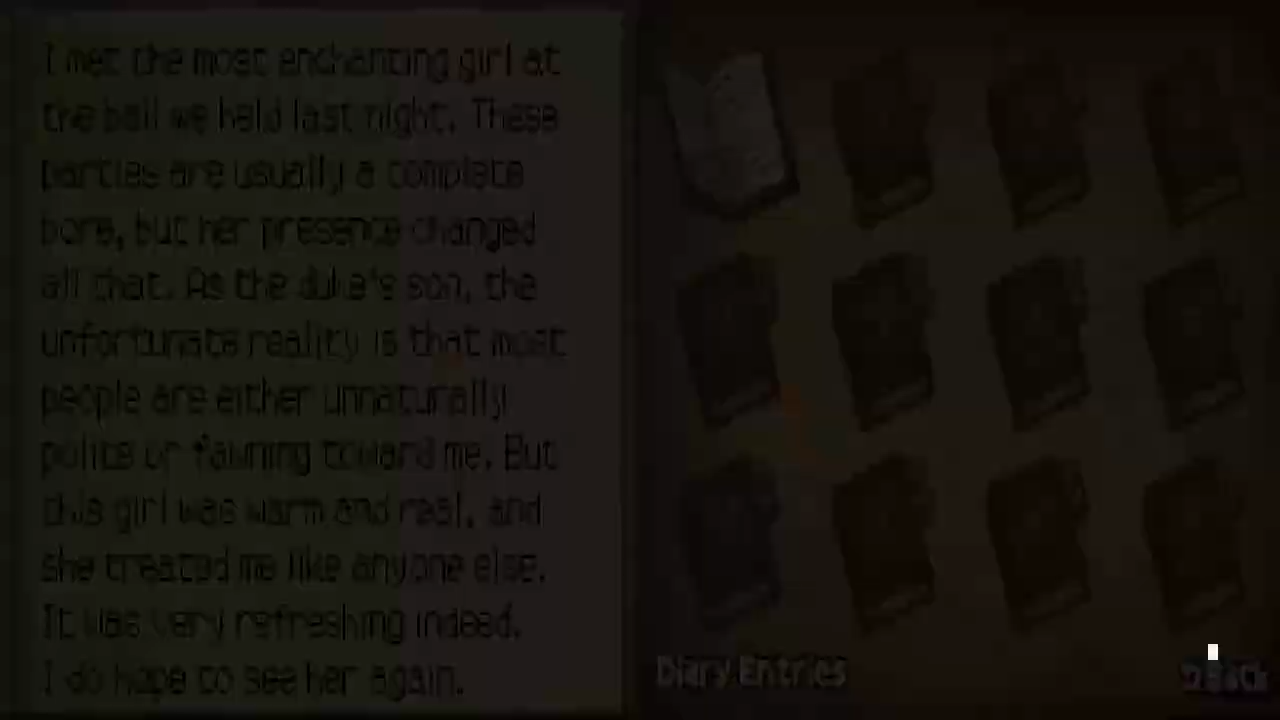 I met the most enchanting girl at
the ball we held last night. These
parties are usually a complete
bore, but her presence changed
all that. As the duke's son, the
unfortunate reality is that most
people are either unnaturally
polite or fawning toward me. But
this girl was warm and real, and
she treated me like anyone else.
It was very refreshing indeed.
I do hope to see her again.
Diary Entries
Back